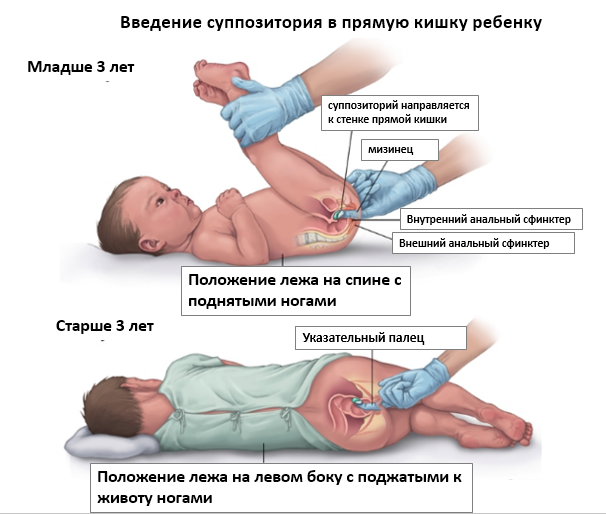 Введение суппозитория в прямую кишку ребенку
Младше 3 лет
суппозиторий направляется
к стенке прямой кишки
мизинец
Внутренний анальный сфинктер
Внешний анальный сфинктер
Положение лежа на спине с
поднятыми ногами
Старше 3 лет
Указательный палец
Положение лежа на левом боку с поджатыми к
животу ногами